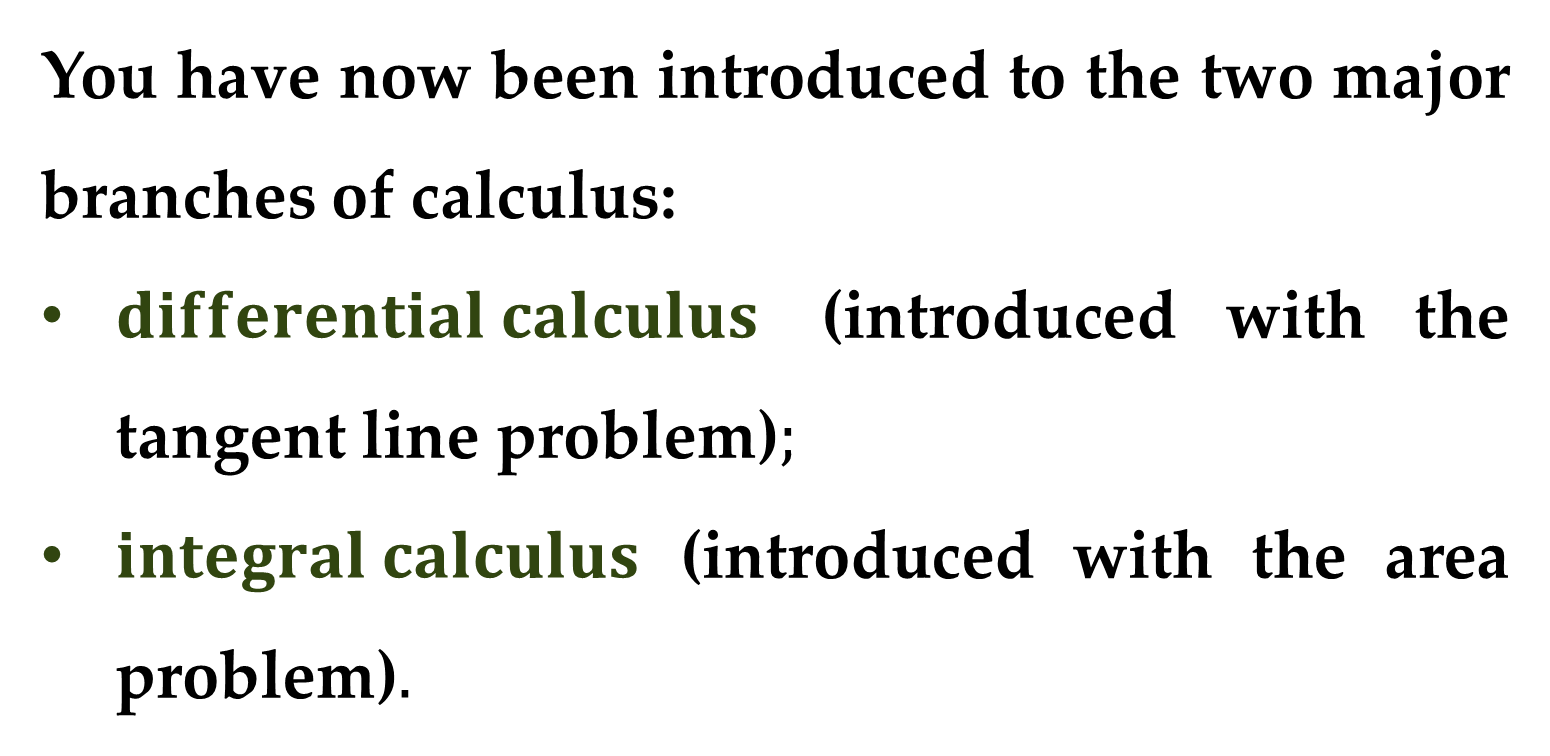 You have now been introduced to the two major
branches of calculus:
• differential calculus (introduced with the
tangent line problem);
• integral calculus (introduced with the area
problem).